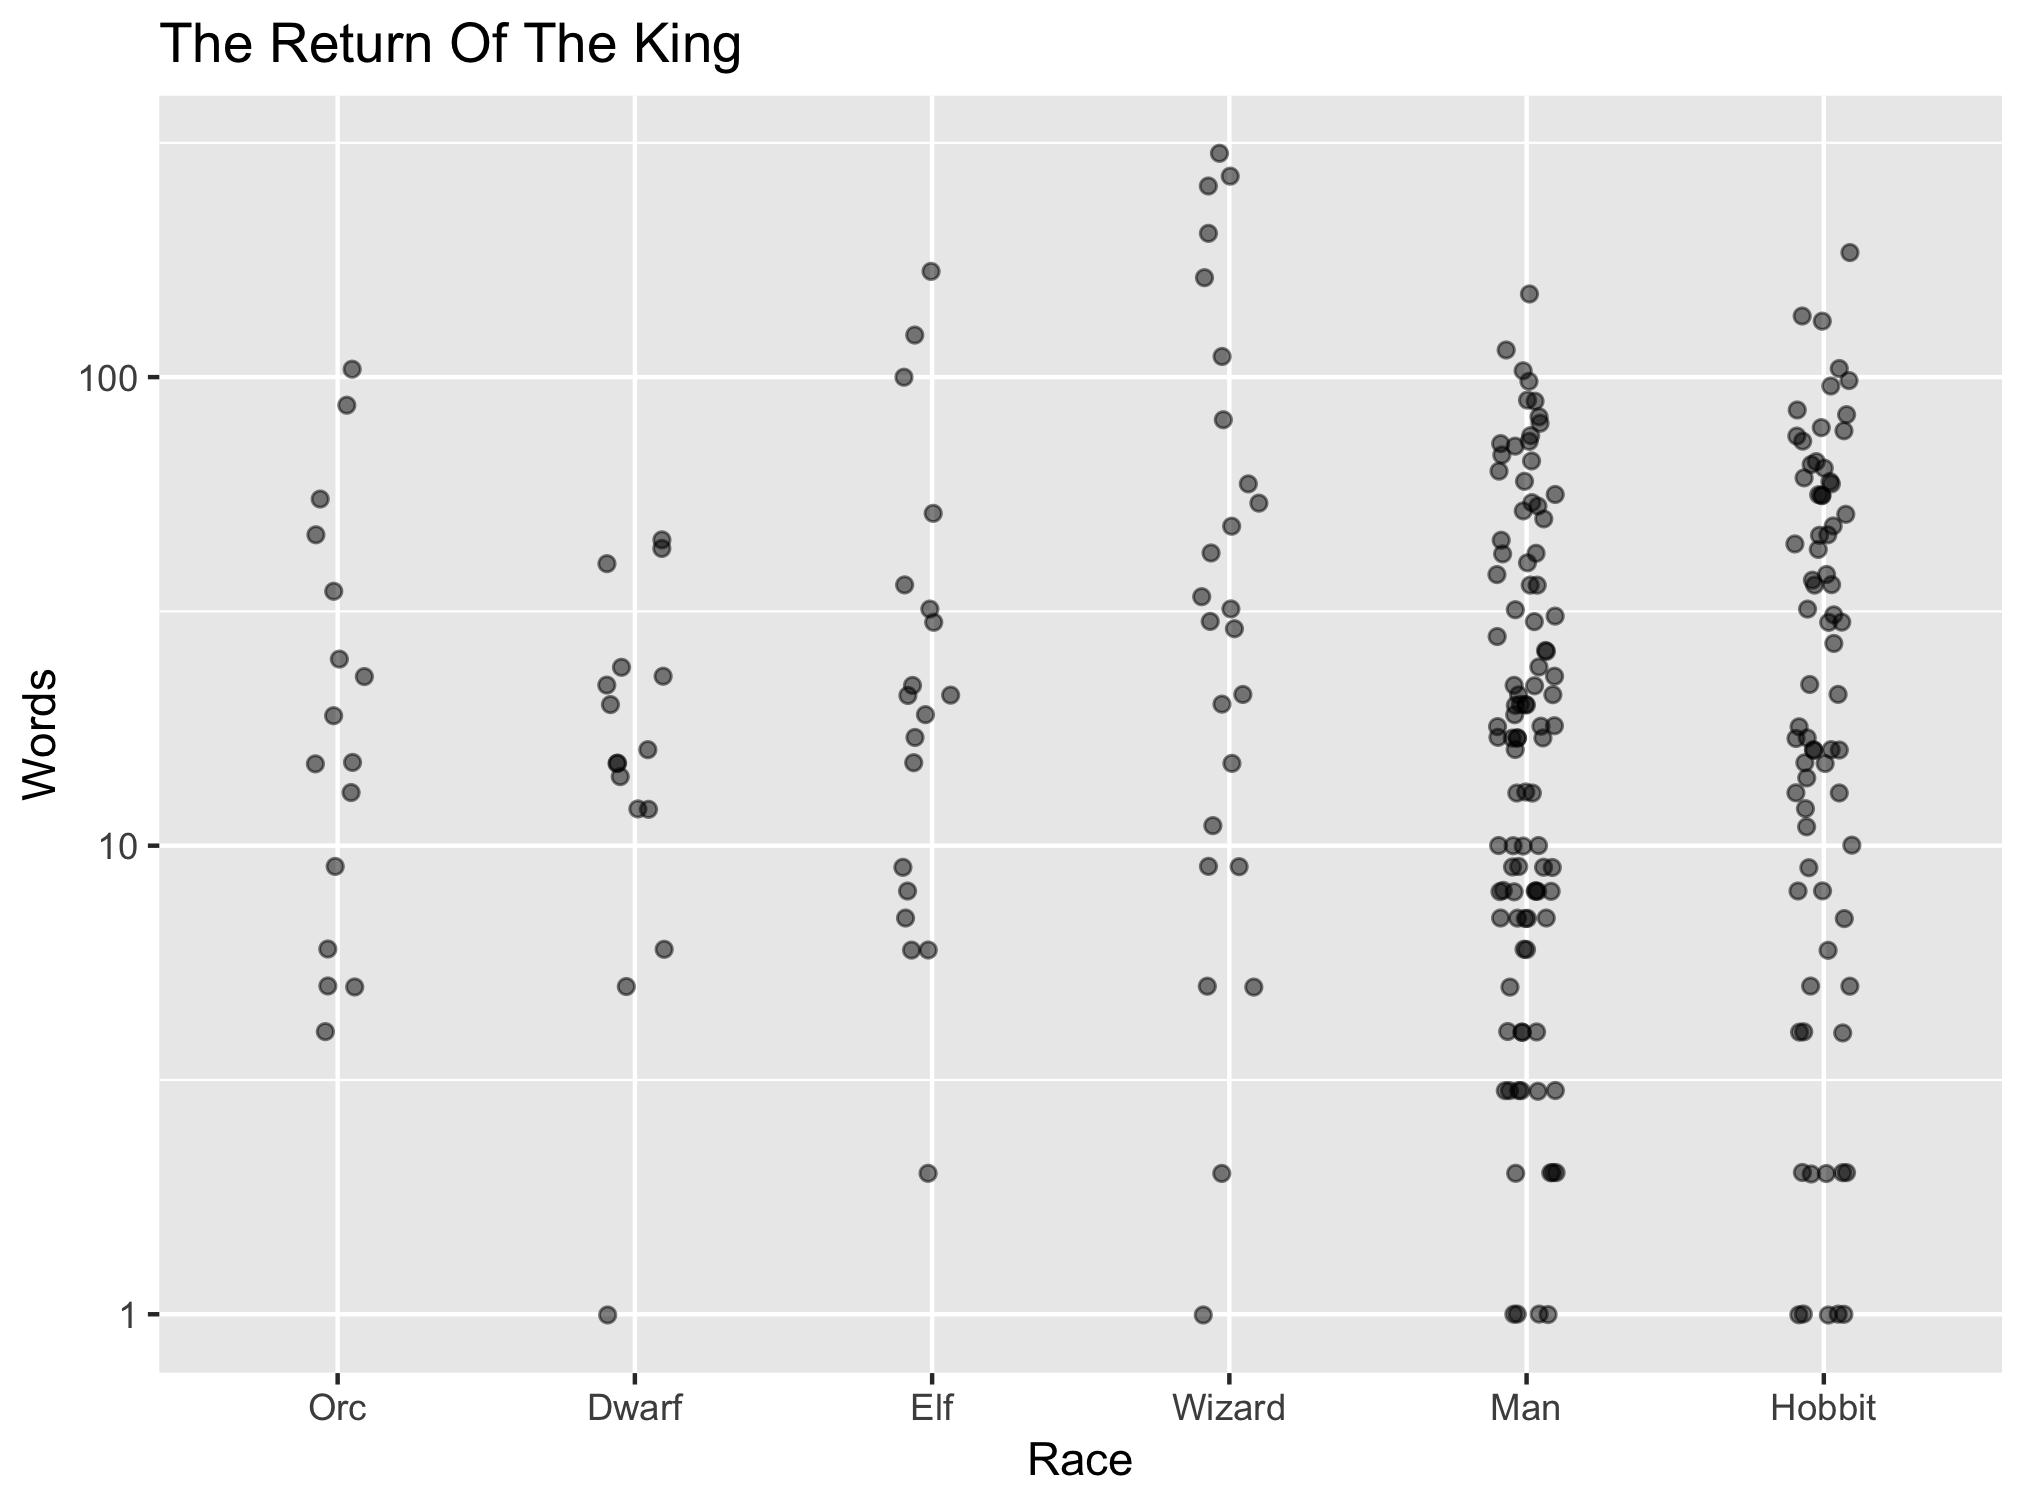 The Return Of The King
Words
100
10
1
Orc Dwarf Elf Wizard Man Hobbit
Race